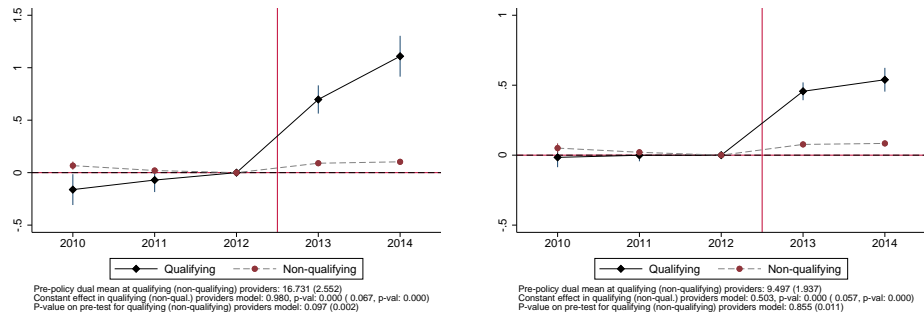 1.5
1
.5
0
-.5
2010 2011 2012 2013 2014
Qualifying Non-qualifying
Pre-policy dual mean at qualifying (non-qualifying) providers: 16.731 (2.552)
Constant effect in qualifying (non-qual.) providers model: 0.980, p-val: 0.000 ( 0.067, p-val: 0.000)
P-value on pre-test for qualifying (non-qualifying) providers model: 0.097 (0.002)
1
.5
0
-.5
2010 2011 2012 2013 2014
Qualifying Non-qualifying
Pre-policy dual mean at qualifying (non-qualifying) providers: 9.497 (1.937)
Constant effect in qualifying (non-qual.) providers model: 0.503, p-val: 0.000 ( 0.057, p-val: 0.000)
P-value on pre-test for qualifying (non-qualifying) providers model: 0.855 (0.011)